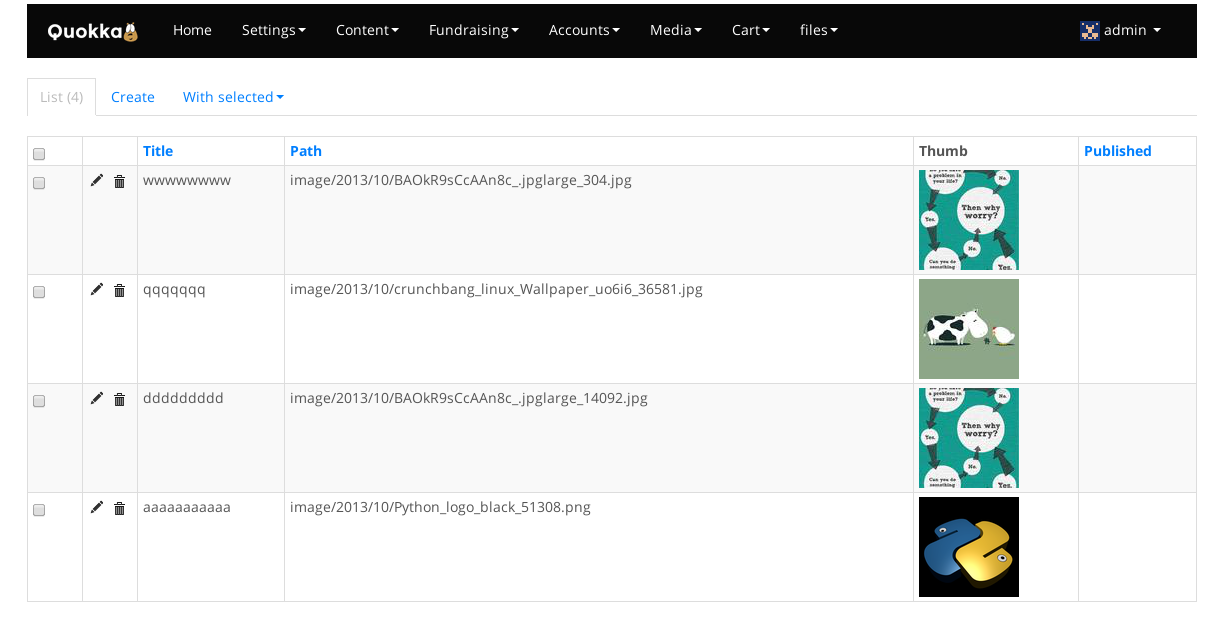 Quokka Home Settings Content Fundraising Accounts Media Cart files admin
List (4) Create With selected
Title Path Thumb Published
wwwwwwww image/2013/10/BAOkR9sCcAAn8c_.jpglarge_304.jpg
Do you have
a problem in
your life?
No.
Then why
worry?
Yes.
No.
Can you do
something
Yes.
qqqqqqq image/2013/10/crunchbang_linux_Wallpaper_uo6i6_36581.jpg
ddddddddd image/2013/10/BAOkR9sCcAAn8c_.jpglarge_14092.jpg
Do you have
a problem in
your life?
No.
Then why
worry?
Yes.
No.
Can you do
something
Yes.
aaaaaaaaaaa image/2013/10/Python_logo_black_51308.png